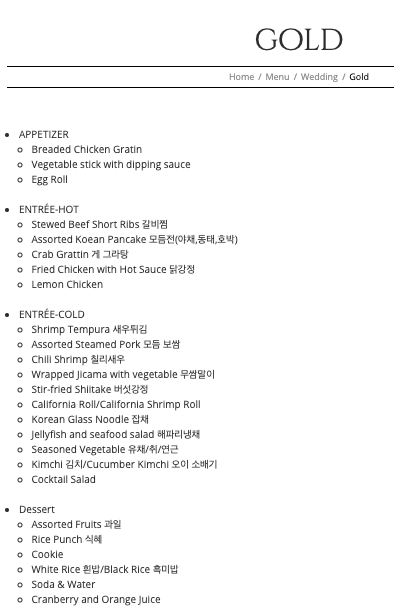 GOLD
Home / Menu / Wedding / Gold
APPETIZER
Breaded Chicken Gratin
Vegetable stick with dipping sauce
Egg Roll
ENTRÉE-HOT
Stewed Beef Short Ribs 갈비찜
Assorted Koean Pancake 모듬전(야채,동태,호박)
Crab Grattin 게 그라탕
Fried Chicken with Hot Sauce 닭강정
Lemon Chicken
ENTRÉE-COLD
Shrimp Tempura 새우튀김
Assorted Steamed Pork 모듬 보쌈
Chili Shrimp 칠리새우
Wrapped Jicama with vegetable 무쌈말이
Stir-fried Shiitake 버섯강정
California Roll/California Shrimp Roll
Korean Glass Noodle 잡채
Jellyfish and seafood salad 해파리냉채
Seasoned Vegetable 유채/취/연근
Kimchi 김치/Cucumber Kimchi 오이 소배기
Cocktail Salad
Dessert
Assorted Fruits 과일
Rice Punch 식혜
Cookie
White Rice 흰밥/Black Rice 흑미밥
Soda & Water
Cranberry and Orange Juice